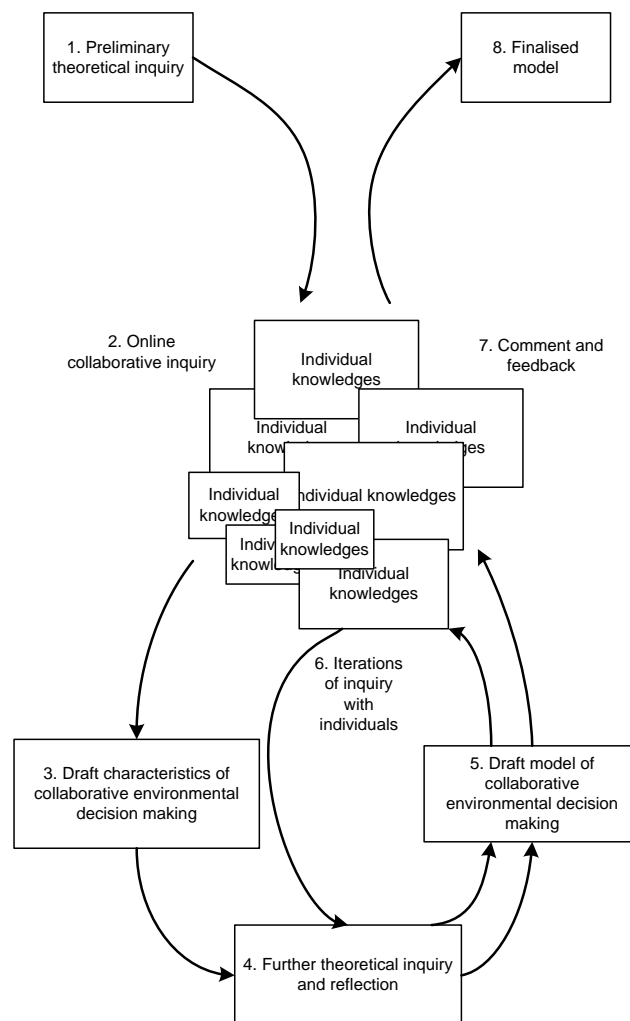 1. Preliminary
theoretical inquiry
8. Finalised
model
2. Online
collaborative inquiry
7. Comment and
feedback
Individual
knowledges
Individual
Individual
Individual knowledges
Individual
knowledges
Individual
knowledges
Individual
knowledges
6. Iterations
of inquiry
with
individuals
3. Draft characteristics of
collaborative environmental
decision making
5. Draft model of
collaborative
environmental decision
making
4. Further theoretical inquiry
and reflection